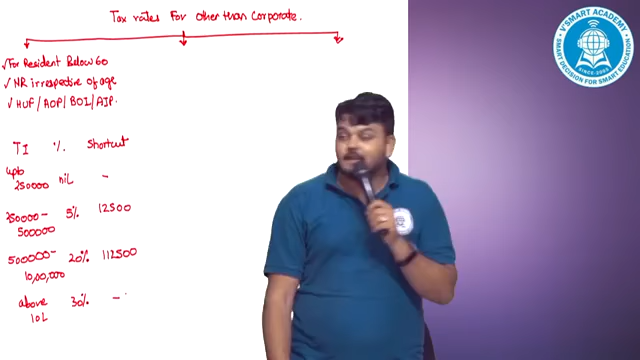 Tax rates For other than Corporate.
✓ For Resident Below 60
✓ NR irrespective of age
✓ HUF/AOP/BOI/AJP.
TI % Shortcut
upto
250000 nil -
250000- 5% 12500
500000
500000- 20% 112500
10,00,000
above 30% -
10L
V'SMART ACADEMY
SINCE-2005
SMART DECISION FOR SMART EDUCATION